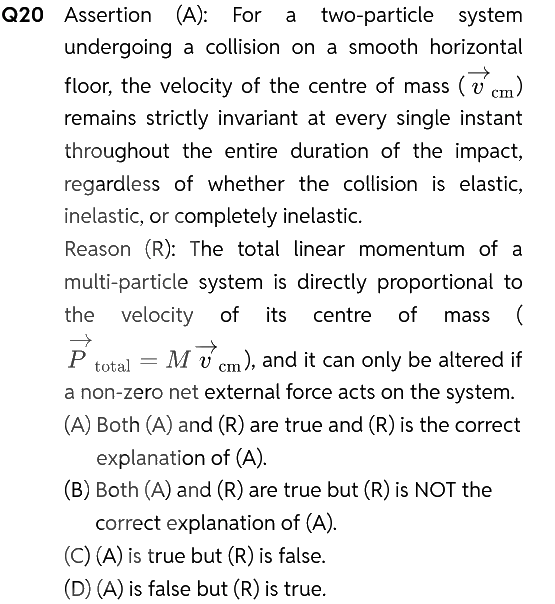 Q20 Assertion (A): For a two-particle system
undergoing a collision on a smooth horizontal
floor, the velocity of the centre of mass ( \overrightarrow{v}_{cm})
remains strictly invariant at every single instant
throughout the entire duration of the impact,
regardless of whether the collision is elastic,
inelastic, or completely inelastic.
Reason (R): The total linear momentum of a
multi-particle system is directly proportional to
the velocity of its centre of mass (
\overrightarrow{P}_{total} = M \overrightarrow{v}_{cm}), and it can only be altered if
a non-zero net external force acts on the system.
(A) Both (A) and (R) are true and (R) is the correct
explanation of (A).
(B) Both (A) and (R) are true but (R) is NOT the
correct explanation of (A).
(C) (A) is true but (R) is false.
(D) (A) is false but (R) is true.